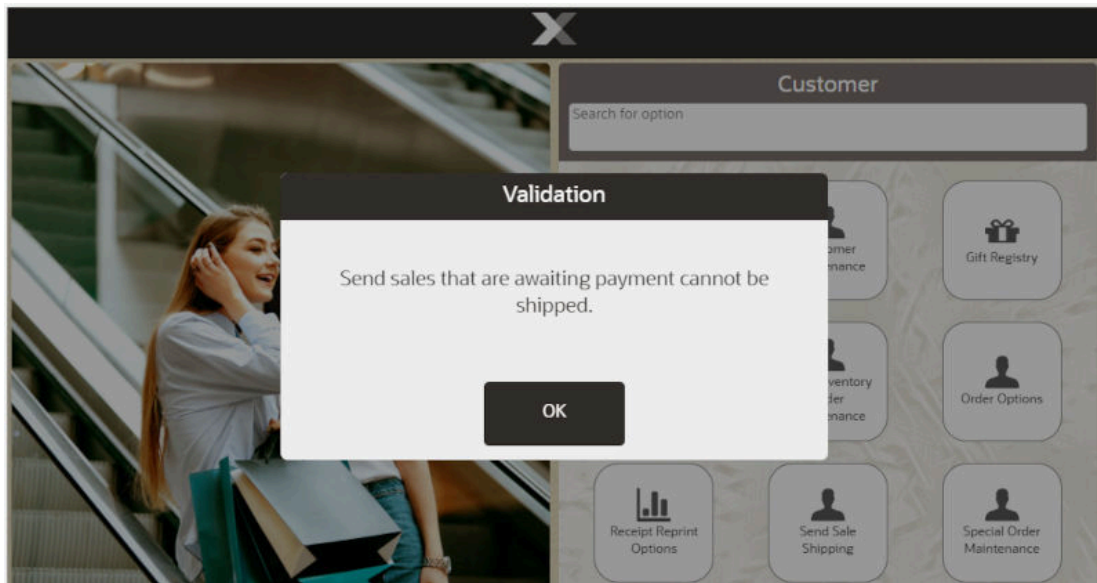 Customer
Search for option
Validation
Send sales that are awaiting payment cannot be
shipped.
OK
Gift Registry
Order Options
Receipt Reprint
Options
Send Sale
Shipping
Special Order
Maintenance